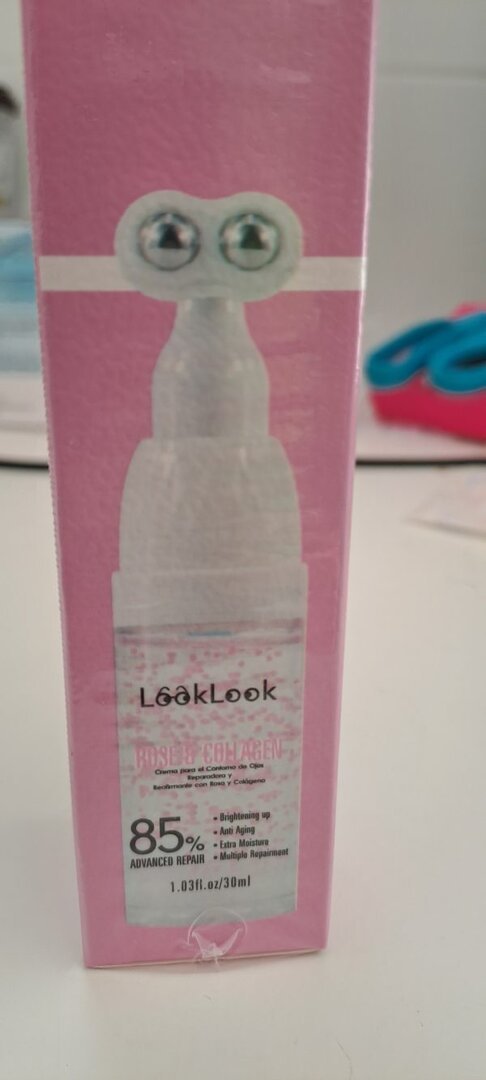 LookLook
ROSE & COLLAGEN
Crema para el Contorno de Ojos
Reparadora y
Reafirmante con Rosa y Colágeno
85%
ADVANCED REPAIR
• Brightening up
• Anti Aging
• Extra Moisture
• Multiple Repairment
1.03fl.oz/30ml